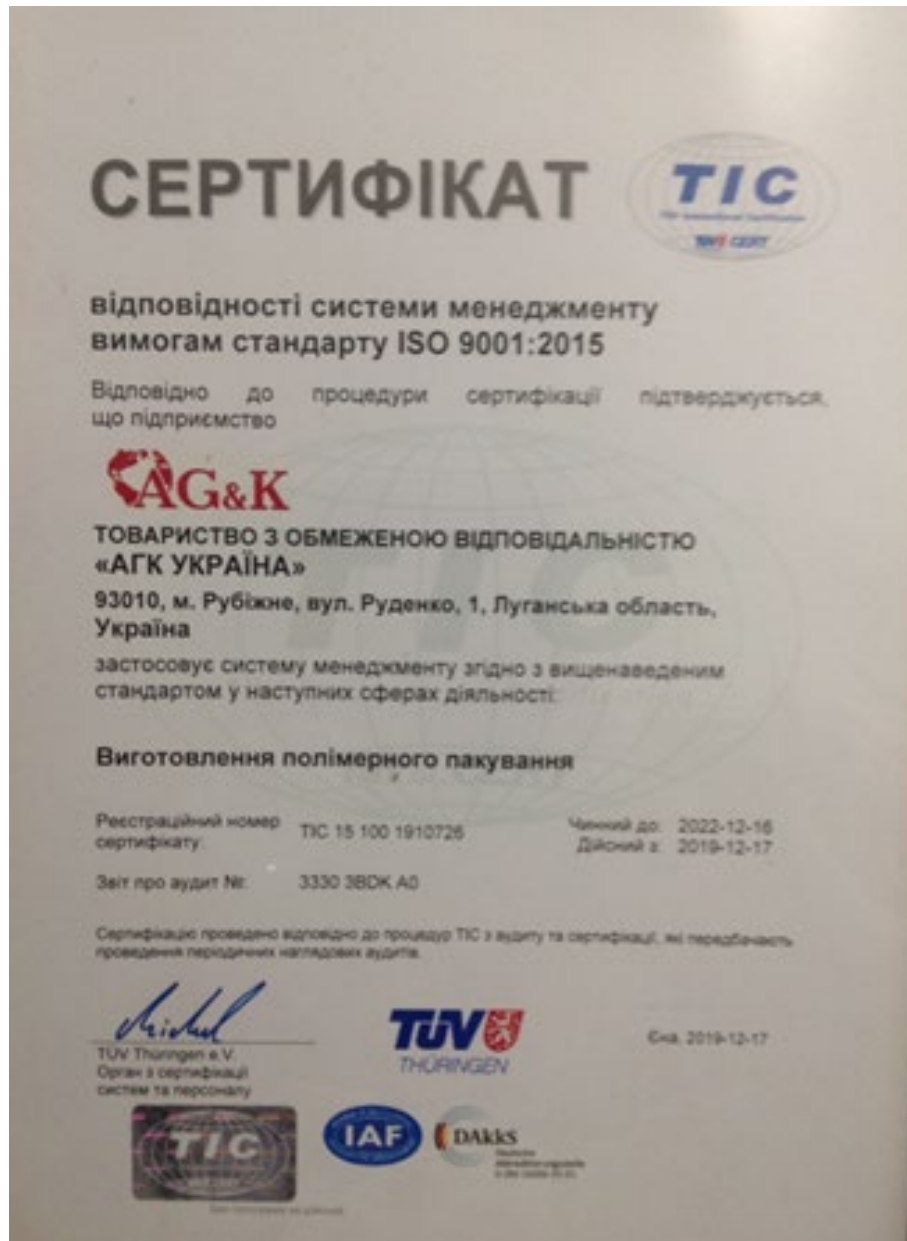 СЕРТИФІКАТ
TIC
TÜV CERT
відповідності системи менеджменту
вимогам стандарту ISO 9001:2015
Відповідно до процедури сертифікації підтверджується,
що підприємство
AG&K
ТОВАРИСТВО З ОБМЕЖЕНОЮ ВІДПОВІДАЛЬНІСТЮ
«АГК УКРАЇНА»
93010, м. Рубіжне, вул. Руденко, 1, Луганська область,
Україна
застосовує систему менеджменту згідно з вищенаведеним
стандартом у наступних сферах діяльності:
Виготовлення полімерного пакування
Реєстраційний номер
сертифікату: TIC 15 100 1910726
Чинний до: 2022-12-16
Дійсний з: 2019-12-17
Звіт про аудит №: 3330 3BDK A0
Сертифікацію проведено відповідно до процедур TIC з аудиту та сертифікації, які передбачають
проведення періодичних наглядових аудитів.
TÜV Thüringen e.V.
Орган з сертифікації
систем та персоналу
TÜV
THÜRINGEN
Єна, 2019-12-17
TIC
IAF
DAkkS
Deutsche
Akkreditierungsstelle